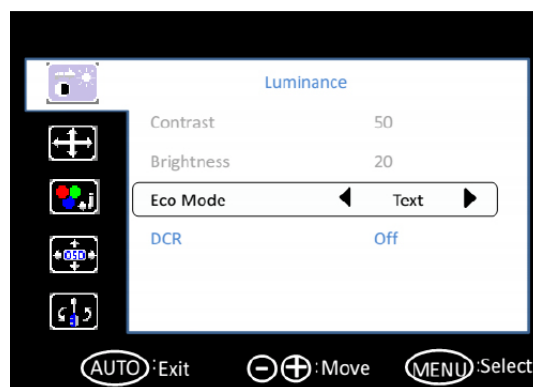 Luminance
Contrast 50
Brightness 20
Eco Mode Text
DCR Off
OSD
AUTO :Exit MENU :Select
:Move